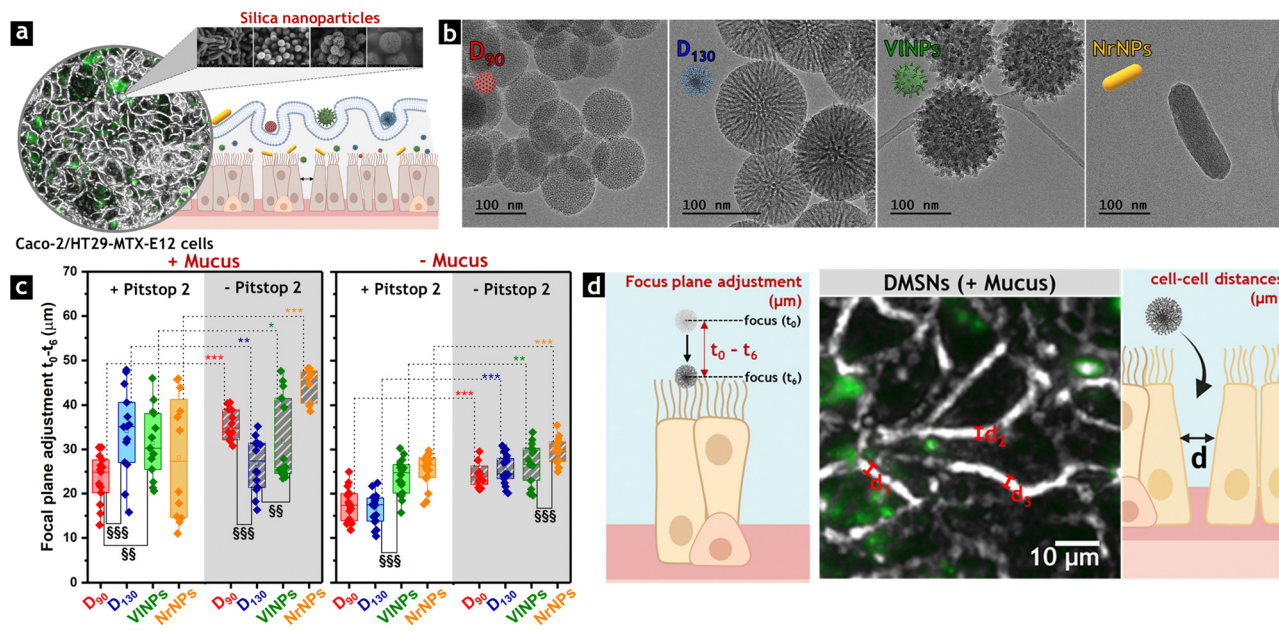 a
Silica nanoparticles
Caco-2/HT29-MTX-E12 cells
b
D90
100 nm
D130
100 nm
VlNPs
100 nm
NrNPs
100 nm
c
+ Mucus
- Mucus
+ Pitstop 2
- Pitstop 2
+ Pitstop 2
- Pitstop 2
Focal plane adjustment t0-t6 (µm)
70
60
50
40
30
20
10
0
***
**
*
***
***
***
**
***
§§§
§§
§§§
§§
§§§
§§§
D90
D130
VlNPs
NrNPs
D90
D130
VlNPs
NrNPs
D90
D130
VlNPs
NrNPs
D90
D130
VlNPs
NrNPs
d
Focus plane adjustment
(µm)
focus (t0)
t0 - t6
focus (t6)
DMSNs (+ Mucus)
d1
d2
d3
10 µm
cell-cell distances
(µm
d